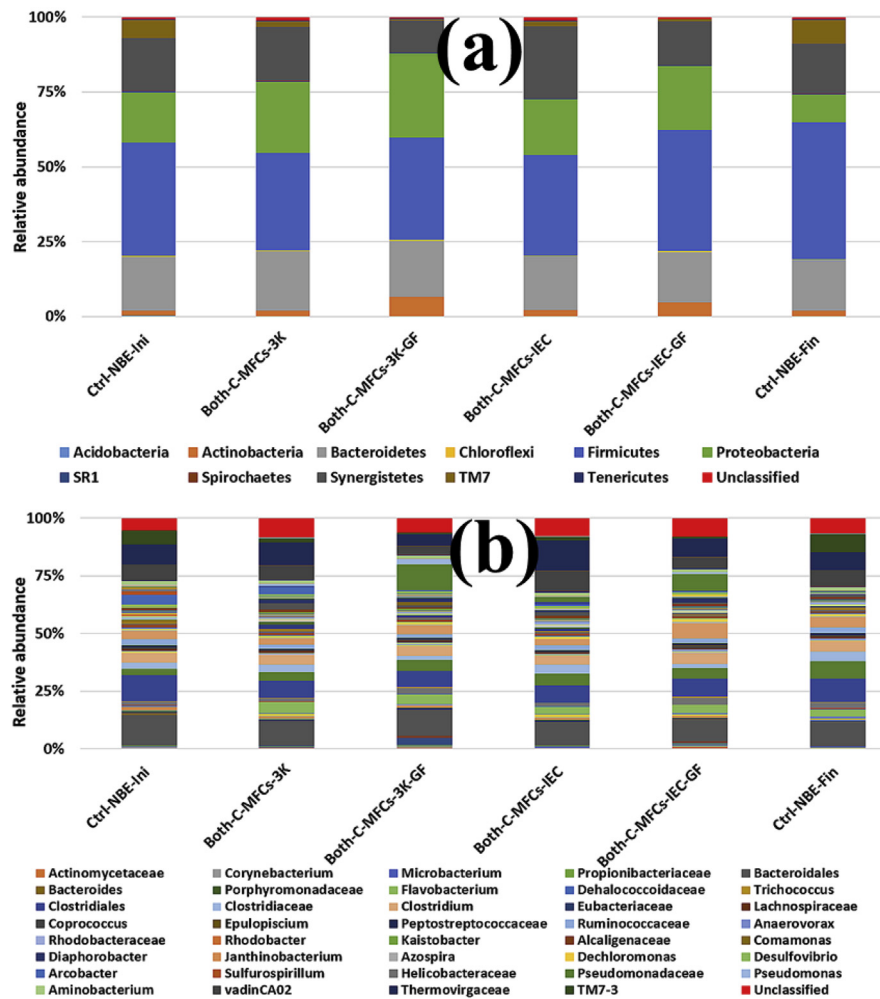 (a)
100%
75%
50%
25%
0%
Relative abundance
Ctrl-NBE-Ini
Both-C-MFCs-3K
Both-C-MFCs-3K-GF
Both-C-MFCs-IEC
Both-C-MFCs-IEC-GF
Ctrl-NBE-Fin
Acidobacteria Actinobacteria Bacteroidetes Chloroflexi Firmicutes Proteobacteria
SR1 Spirochaetes Synergistetes TM7 Tenericutes Unclassified
(b)
100%
75%
50%
25%
0%
Relative abundance
Ctrl-NBE-Ini
Both-C-MFCs-3K
Both-C-MFCs-3K-GF
Both-C-MFCs-IEC
Both-C-MFCs-IEC-GF
Ctrl-NBE-Fin
Actinomycetaceae Corynebacterium Microbacterium Propionibacteriaceae Bacteroidales
Bacteroides Porphyromonadaceae Flavobacterium Dehalococcoidaceae Trichococcus
Clostridiales Clostridiaceae Clostridium Eubacteriaceae Lachnospiraceae
Coprococcus Epulopiscium Peptostreptococcaceae Ruminococcaceae Anaerovorax
Rhodobacteraceae Rhodobacter Kaistobacter Alcaligenaceae Comamonas
Diaphorobacter Janthinobacterium Azospira Dechloromonas Desulfovibrio
Arcobacter Sulfurospirillum Helicobacteraceae Pseudomonadaceae Pseudomonas
Aminobacterium vadinCA02 Thermovirgaceae TM7-3 Unclassified